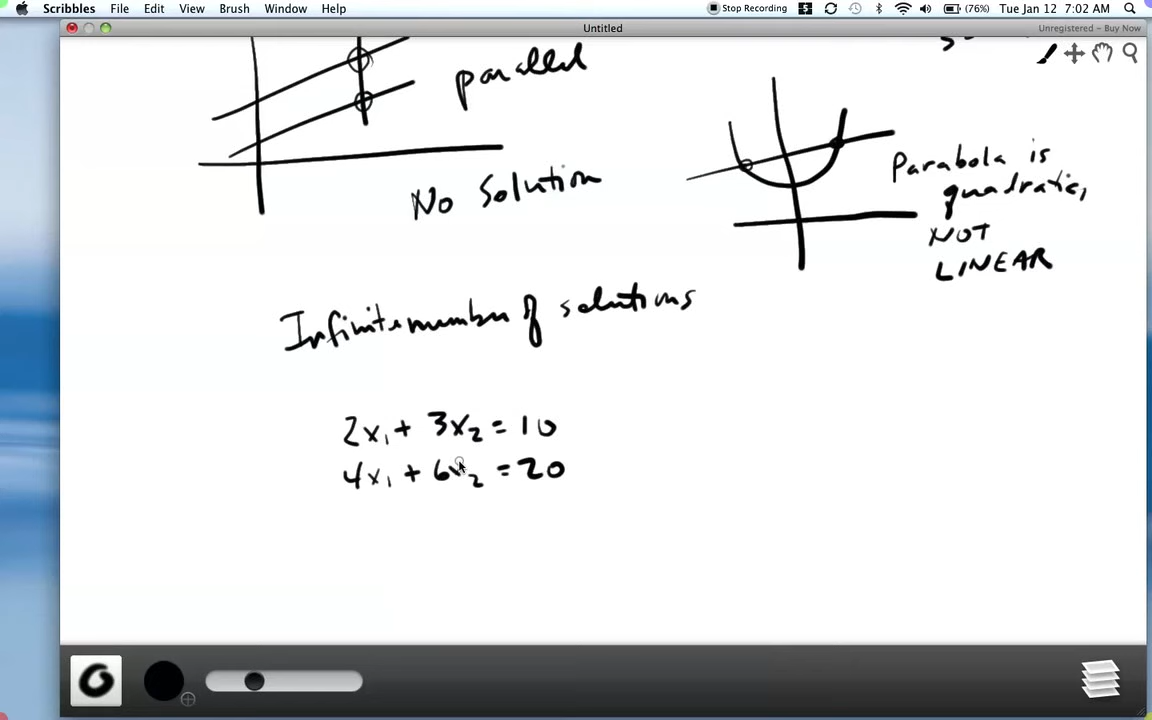 Scribbles File Edit View Brush Window Help Stop Recording (76%) Tue Jan 12 7:02 AM
Untitled
Unregistered - Buy Now
parallel
No Solution
Parabola is
quadratic,
NOT
LINEAR
Infinite number of solutions
2x₁ + 3x₂ = 10
4x₁ + 6x₂ = 20